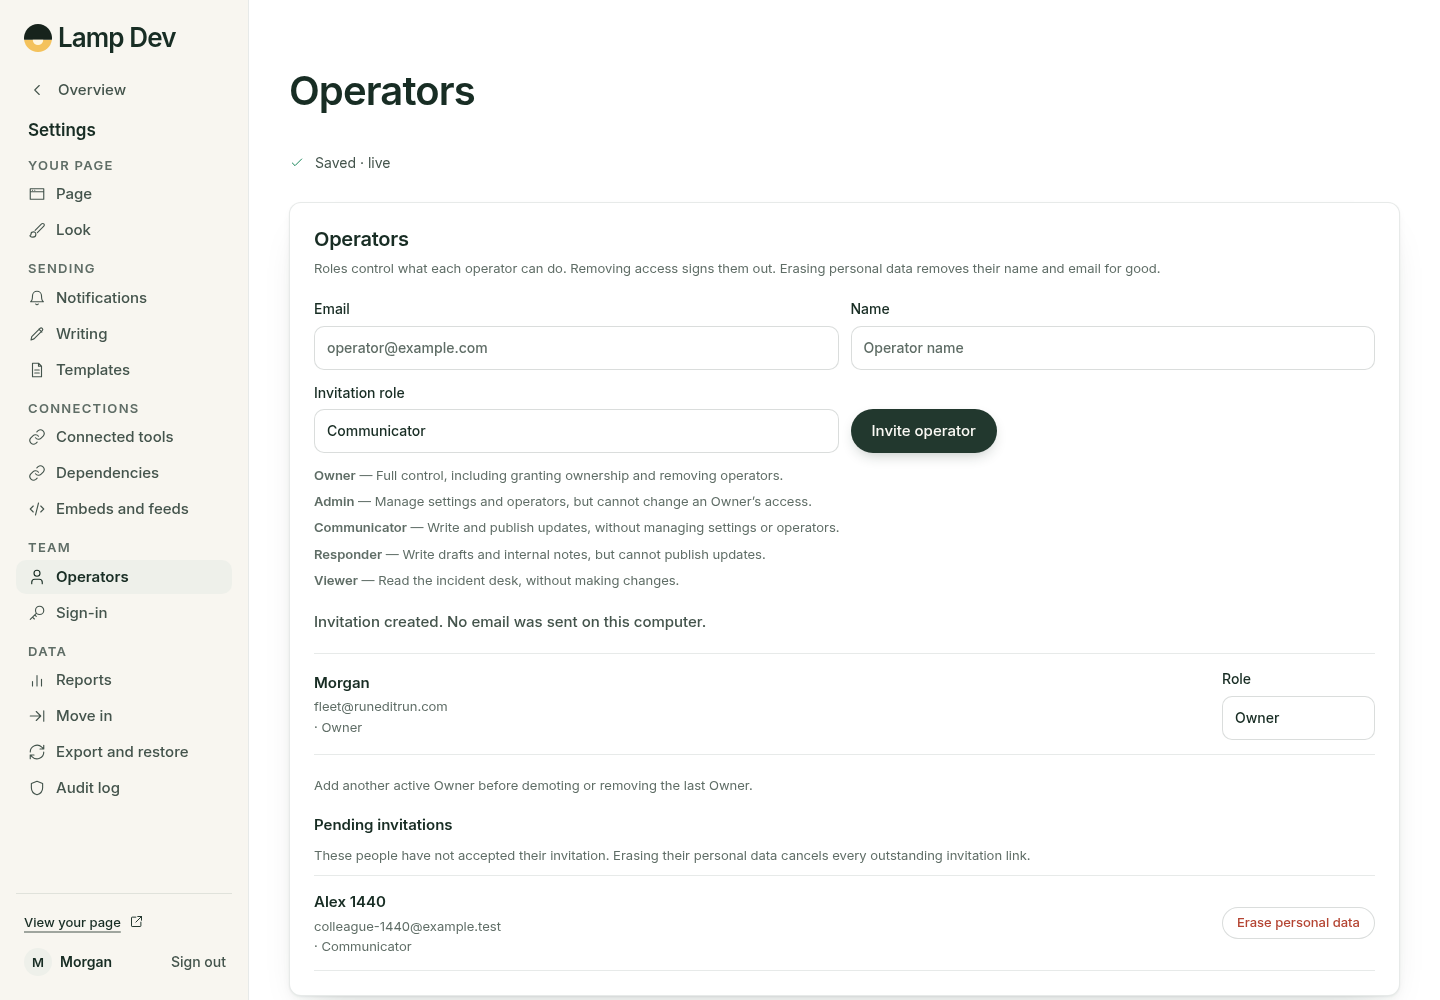 Lamp Dev
Overview
Settings
YOUR PAGE
Page
Look
SENDING
Notifications
Writing
Templates
CONNECTIONS
Connected tools
Dependencies
Embeds and feeds
TEAM
Operators
Sign-in
DATA
Reports
Move in
Export and restore
Audit log
View your page
M Morgan Sign out
Operators
Saved · live
Operators
Roles control what each operator can do. Removing access signs them out. Erasing personal data removes their name and email for good.
Email Name
operator@example.com Operator name
Invitation role
Communicator Invite operator
Owner — Full control, including granting ownership and removing operators.
Admin — Manage settings and operators, but cannot change an Owner’s access.
Communicator — Write and publish updates, without managing settings or operators.
Responder — Write drafts and internal notes, but cannot publish updates.
Viewer — Read the incident desk, without making changes.
Invitation created. No email was sent on this computer.
Morgan
fleet@runeditrun.com
· Owner
Role
Owner
Add another active Owner before demoting or removing the last Owner.
Pending invitations
These people have not accepted their invitation. Erasing their personal data cancels every outstanding invitation link.
Alex 1440
colleague-1440@example.test
· Communicator
Erase personal data